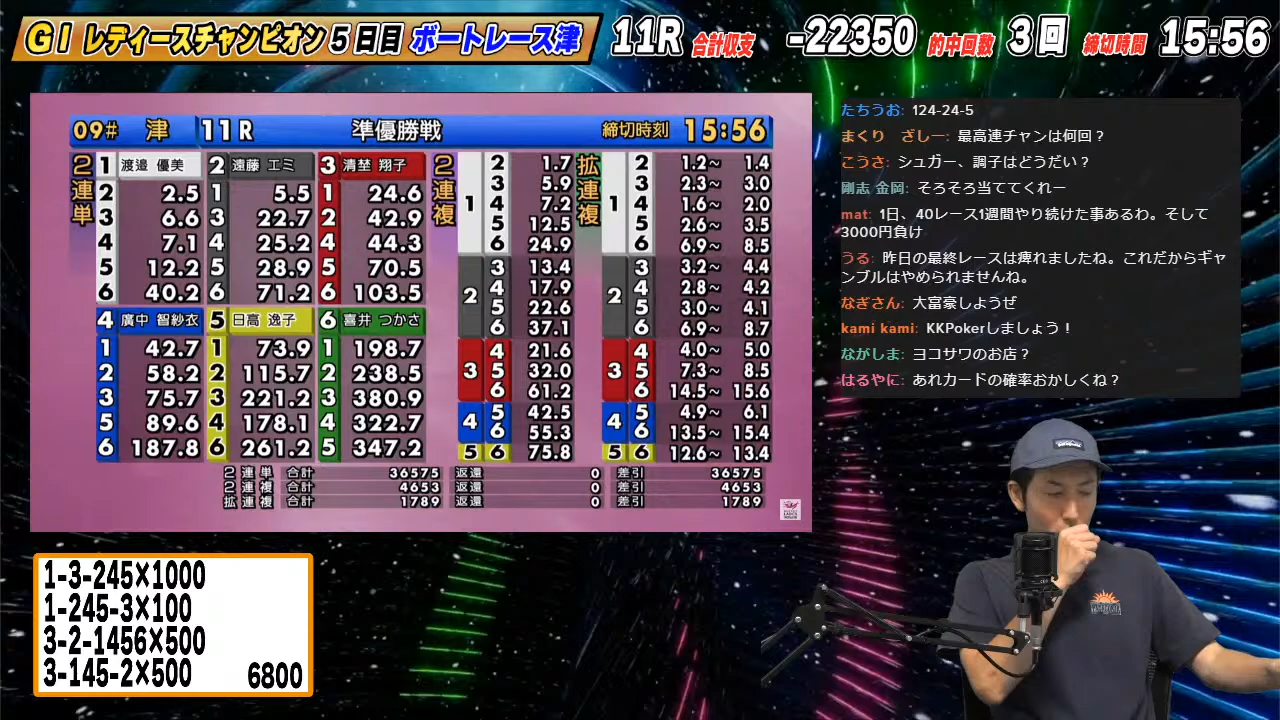 GI レディースチャンピオン5日目 ボートレース津 11R 合計収支 -22350 的中回数 3回 締切時間 15:56
09# 津 11R 準優勝戦 締切時刻 15:56
2連単
1 渡邉 優美
2 2.5
3 6.6
4 7.1
5 12.2
6 40.2
2 遠藤 エミ
1 5.5
3 22.7
4 25.2
5 28.9
6 71.2
3 清埜 翔子
1 24.6
2 42.9
4 44.3
5 70.5
6 103.5
4 廣中 智紗衣
1 42.7
2 58.2
3 75.7
5 89.6
6 187.8
5 日高 逸子
1 73.9
2 115.7
3 221.2
4 178.1
6 261.2
6 喜井 つかさ
1 198.7
2 238.5
3 380.9
4 322.7
5 347.2
2連複
1
2 1.7
3 5.9
4 7.2
5 12.5
6 24.9
2
3 13.4
4 17.9
5 22.6
6 37.1
3
4 21.6
5 32.0
6 61.2
4
5 42.5
6 55.3
5 6 75.8
拡連複
1
2 1.2~ 1.4
3 2.3~ 3.0
4 1.6~ 2.0
5 2.6~ 3.5
6 6.9~ 8.5
2
3 3.2~ 4.4
4 2.8~ 4.2
5 3.0~ 4.1
6 6.9~ 8.7
3
4 4.0~ 5.0
5 7.3~ 8.5
6 14.5~ 15.6
4
5 4.9~ 6.1
6 13.5~ 15.4
5 6 12.6~ 13.4
2連単 合計 36575 返還 0 差引 36575
2連複 合計 4653 返還 0 差引 4653
拡連複 合計 1789 返還 0 差引 1789
たちうお: 124-24-5
まくり ざしー: 最高連チャンは何回？
こうさ: シュガー、調子はどうだい？
剛志 金岡: そろそろ当ててくれー
mat: 1日、40レース1週間やり続けた事あるわ。そして
3000円負け
うる: 昨日の最終レースは痺れましたね。これだからギャ
ンブルはやめられませんね。
なぎさん: 大富豪しようぜ
kami kami: KKPokerしましょう！
ながしま: ヨコサワのお店？
はるやに: あれカードの確率おかしくね？
1-3-245×1000
1-245-3×100
3-2-1456×500
3-145-2×500 6800